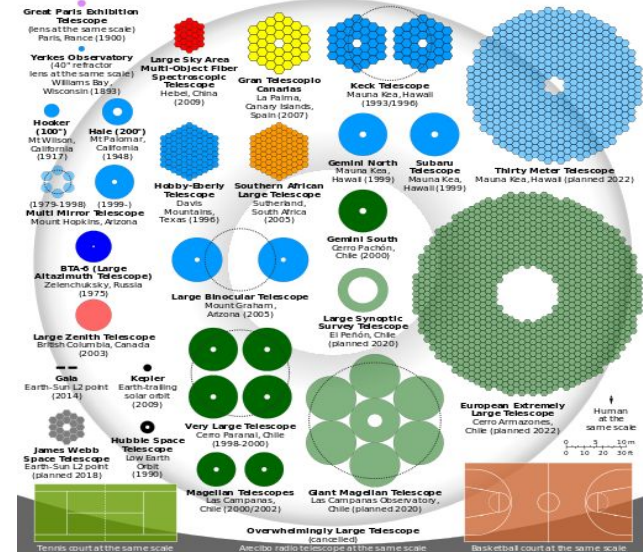 Great Paris Exhibition
Telescope
(lens at the same scale)
Paris, France (1900)
Yerkes Observatory
(40" refractor
lens at the same scale)
Williams Bay,
Wisconsin (1893)
Hooker
(100")
Mt Wilson,
California
(1917)
Hale (200")
Mt Palomar,
California
(1948)
(1979-1998) (1999-)
Multi Mirror Telescope
Mount Hopkins, Arizona
BTA-6 (Large
Altazimuth Telescope)
Zelenchuksky, Russia
(1975)
Large Zenith Telescope
British Columbia, Canada
(2003)
Gaia
Earth-Sun L2 point
(2014)
Kepler
Earth-trailing
solar orbit
(2009)
James Webb
Space Telescope
Earth-Sun L2 point
(planned 2018)
Hubble Space
Telescope
Low Earth
Orbit
(1990)
Large Sky Area
Multi-Object Fiber
Spectroscopic
Telescope
Hebei, China
(2009)
Gran Telescopio
Canarias
La Palma,
Canary Islands,
Spain (2007)
Hobby-Eberly
Telescope
Davis
Mountains,
Texas (1996)
Southern African
Large Telescope
Sutherland,
South Africa
(2005)
Large Binocular Telescope
Mount Graham,
Arizona (2005)
Very Large Telescope
Cerro Paranal, Chile
(1998-2000)
Magellan Telescopes
Las Campanas,
Chile (2000/2002)
Keck Telescope
Mauna Kea, Hawaii
(1993/1996)
Gemini North
Mauna Kea,
Hawaii (1999)
Subaru
Telescope
Mauna Kea,
Hawaii (1999)
Gemini South
Cerro Pachón,
Chile (2000)
Large Synoptic
Survey Telescope
El Peñón, Chile
(planned 2020)
Giant Magellan Telescope
Las Campanas Observatory,
Chile (planned 2020)
Overwhelmingly Large Telescope
(cancelled)
Thirty Meter Telescope
Mauna Kea, Hawaii (planned 2022)
European Extremely
Large Telescope
Cerro Armazones,
Chile (planned 2022)
Human
at the
same scale
0 5 10 m
0 10 20 30 ft
Tennis court at the same scale
Arecibo radio telescope at the same scale
Basketball court at the same scale